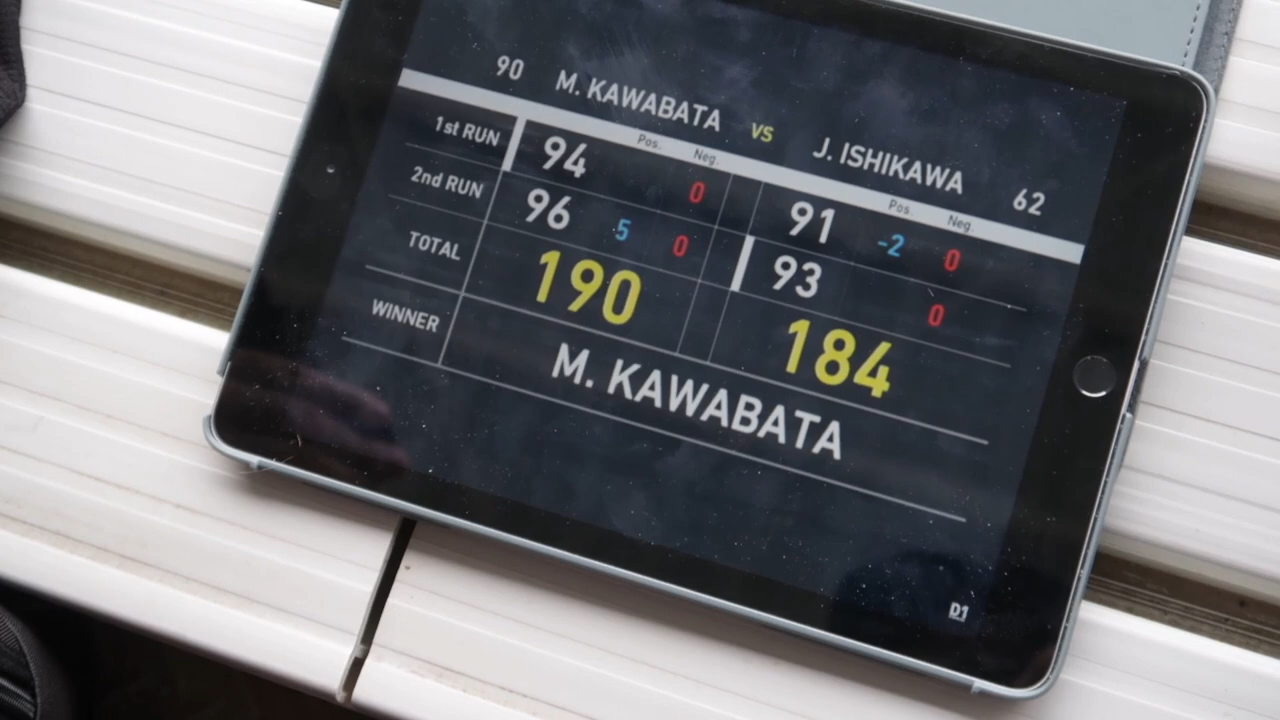 90 M. KAWABATA VS J. ISHIKAWA 62
Pos. Neg. Pos. Neg.
1st RUN 94 0 91 -2 0
2nd RUN 96 5 0 93 0
TOTAL 190 184
WINNER M. KAWABATA
D1